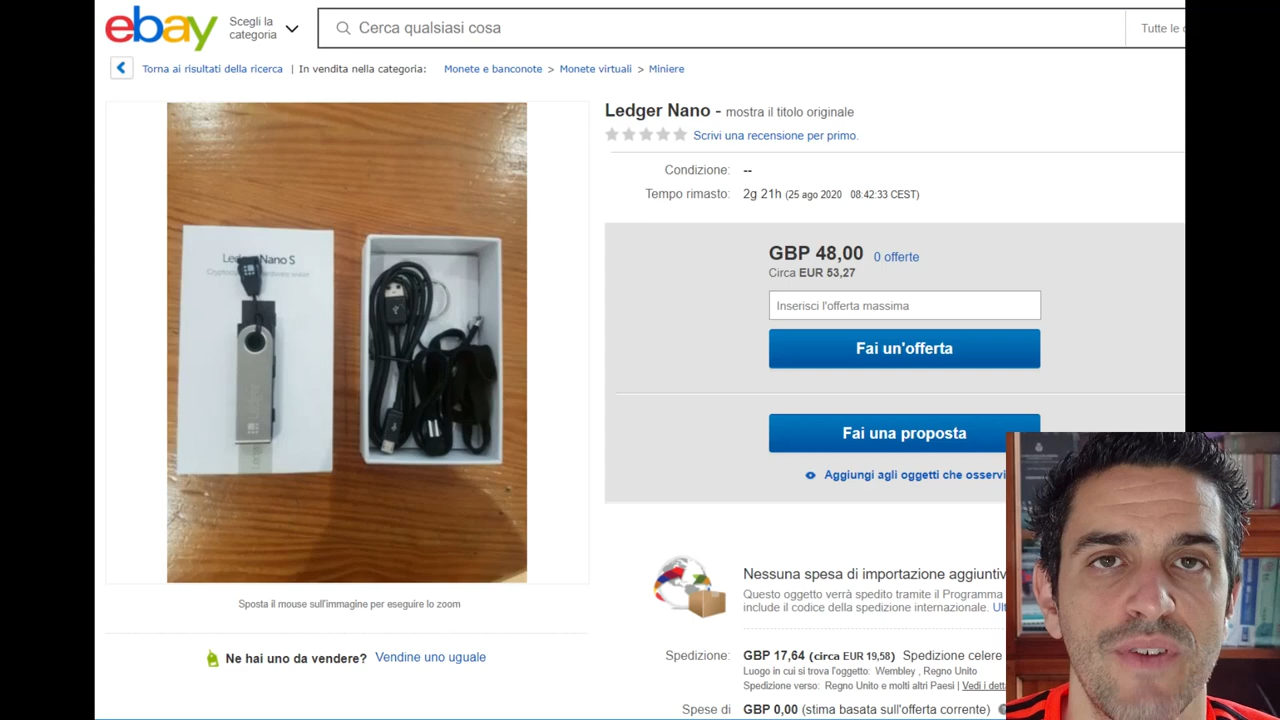 ebay
Scegli la
categoria
Cerca qualsiasi cosa
Tutte le
Torna ai risultati della ricerca | In vendita nella categoria: Monete e banconote > Monete virtuali > Miniere
Ledger Nano - mostra il titolo originale
Scrivi una recensione per primo.
Condizione: --
Tempo rimasto: 2g 21h (25 ago 2020 08:42:33 CEST)
GBP 48,00 0 offerte
Circa EUR 53,27
Inserisci l'offerta massima
Fai un'offerta
Fai una proposta
Aggiungi agli oggetti che osservi
Ledger Nano S
Sposta il mouse sull'immagine per eseguire lo zoom
Ne hai uno da vendere? Vendine uno uguale
Nessuna spesa di importazione aggiuntiv
Questo oggetto verrà spedito tramite il Programma
include il codice della spedizione internazionale. Ult
Spedizione: GBP 17,64 (circa EUR 19,58) Spedizione celere
Luogo in cui si trova l'oggetto: Wembley , Regno Unito
Spedizione verso: Regno Unito e molti altri Paesi | Vedi i detta
Spese di GBP 0,00 (stima basata sull'offerta corrente)